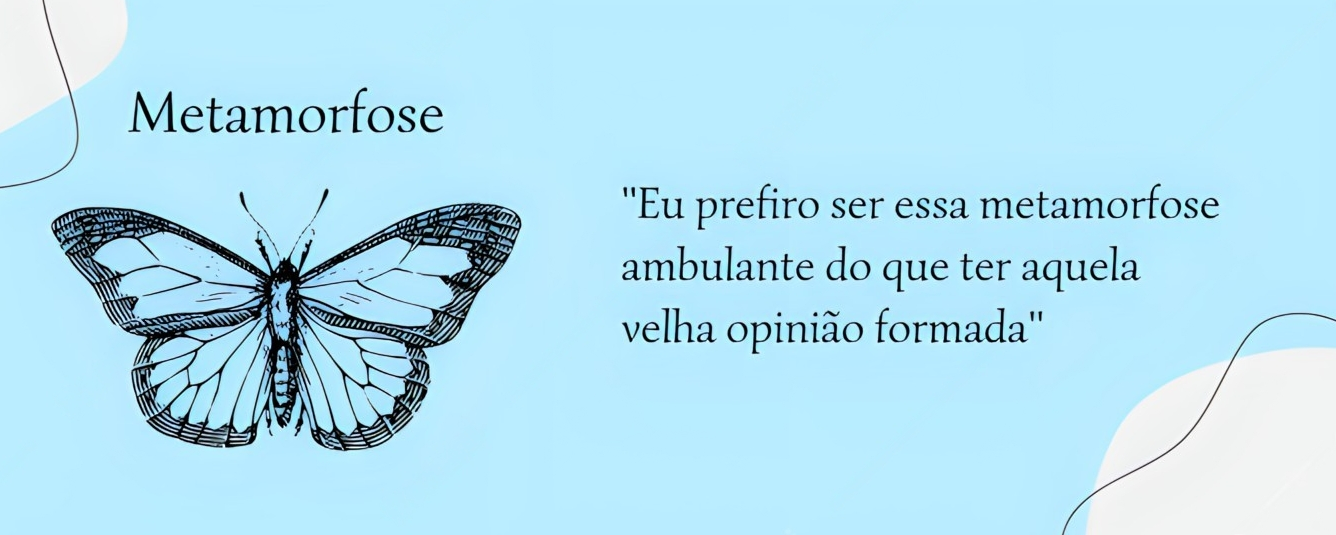 Metamorfose
"Eu prefiro ser essa metamorfose
ambulante do que ter aquela
velha opinião formada"